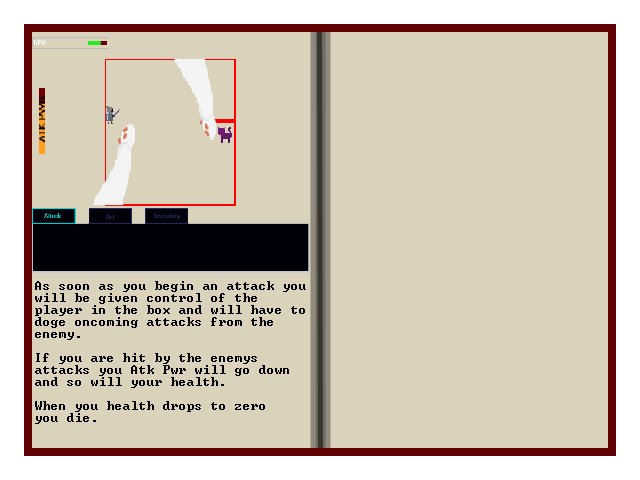 DEV
ATK PWR
Attack
Act
Inventory
As soon as you begin an attack you
will be given control of the
player in the box and will have to
doge oncoming attacks from the
enemy.
If you are hit by the enemys
attacks you Atk Pwr will go down
and so will your health.
When you health drops to zero
you die.